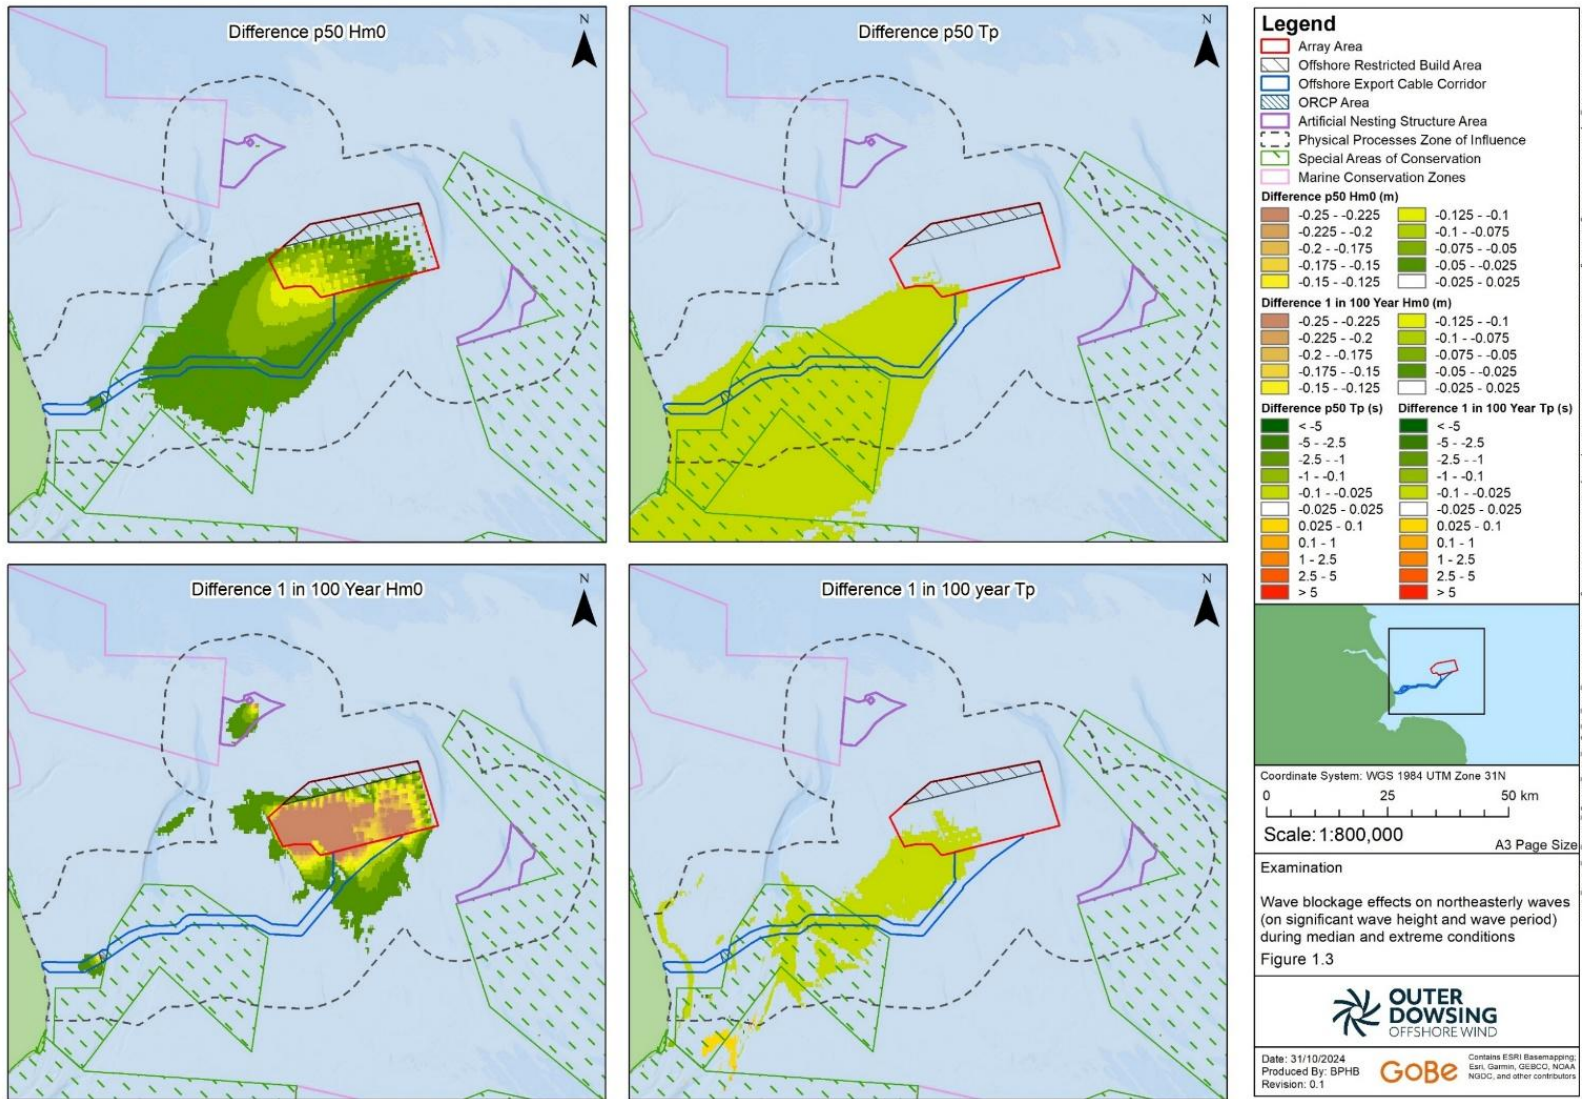 Difference p50 Hm0
N
Difference p50 Tp
N
Difference 1 in 100 Year Hm0
N
Difference 1 in 100 year Tp
N
Legend
Array Area
Offshore Restricted Build Area
Offshore Export Cable Corridor
ORCP Area
Artificial Nesting Structure Area
Physical Processes Zone of Influence
Special Areas of Conservation
Marine Conservation Zones
Difference p50 Hm0 (m)
-0.25 - -0.225 -0.125 - -0.1
-0.225 - -0.2 -0.1 - -0.075
-0.2 - -0.175 -0.075 - -0.05
-0.175 - -0.15 -0.05 - -0.025
-0.15 - -0.125 -0.025 - 0.025
Difference 1 in 100 Year Hm0 (m)
-0.25 - -0.225 -0.125 - -0.1
-0.225 - -0.2 -0.1 - -0.075
-0.2 - -0.175 -0.075 - -0.05
-0.175 - -0.15 -0.05 - -0.025
-0.15 - -0.125 -0.025 - 0.025
Difference p50 Tp (s) Difference 1 in 100 Year Tp (s)
< -5 < -5
-5 - -2.5 -5 - -2.5
-2.5 - -1 -2.5 - -1
-1 - -0.1 -1 - -0.1
-0.1 - -0.025 -0.1 - -0.025
-0.025 - 0.025 -0.025 - 0.025
0.025 - 0.1 0.025 - 0.1
0.1 - 1 0.1 - 1
1 - 2.5 1 - 2.5
2.5 - 5 2.5 - 5
> 5 > 5
Coordinate System: WGS 1984 UTM Zone 31N
0 25 50 km
Scale: 1:800,000 A3 Page Size
Examination
Wave blockage effects on northeasterly waves
(on significant wave height and wave period)
during median and extreme conditions
Figure 1.3
OUTER
DOWSING
OFFSHORE WIND
Date: 31/10/2024
Produced By: BPHB
Revision: 0.1
GoBe
Contains ESRI Basemapping;
Esri, Garmin, GEBCO, NOAA
NGDC, and other contributors